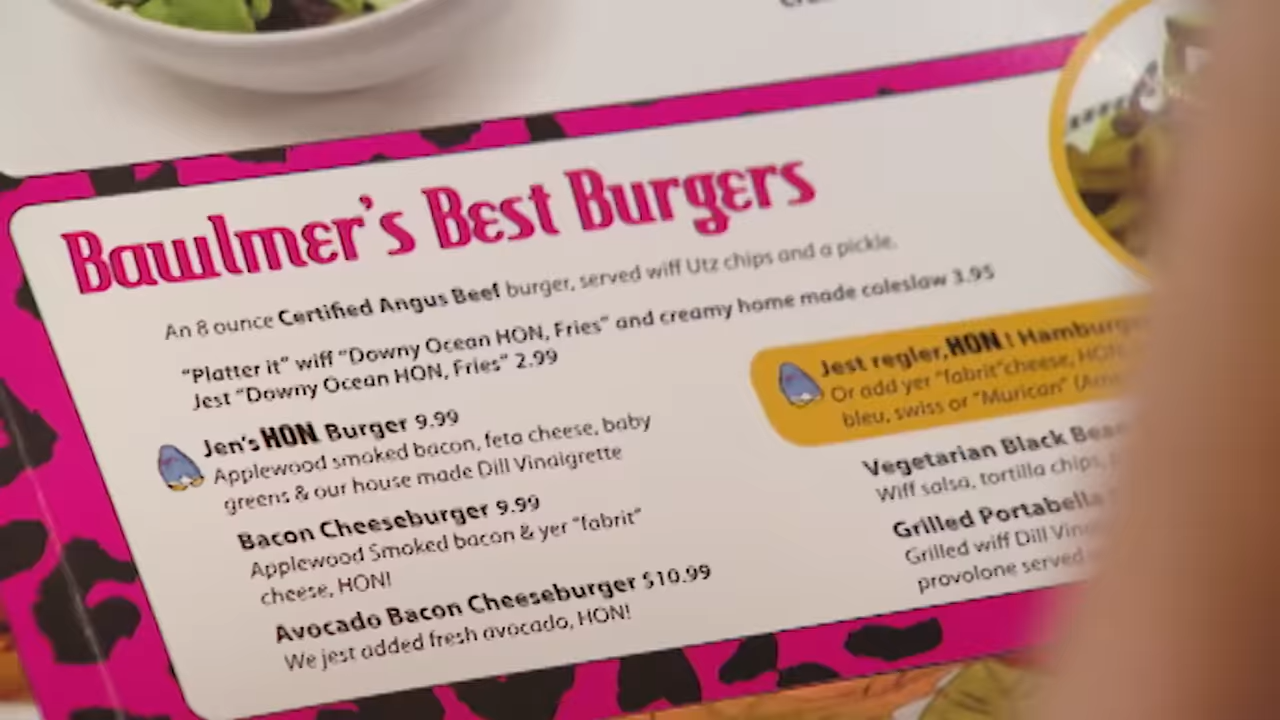 Bawlmer's Best Burgers
An 8 ounce Certified Angus Beef burger, served wiff Utz chips and a pickle.
"Platter it" wiff "Downy Ocean HON, Fries" and creamy home made coleslaw 3.95
Jest "Downy Ocean HON, Fries" 2.99
Jen's HON Burger 9.99
Applewood smoked bacon, feta cheese, baby
greens & our house made Dill Vinaigrette
Bacon Cheeseburger 9.99
Applewood Smoked bacon & yer "fabrit"
cheese, HON!
Avocado Bacon Cheeseburger $10.99
We jest added fresh avocado, HON!
Jest regler, HON! Hamburger
Or add yer "fabrit"cheese, HON
bleu, swiss or "Murican"
Vegetarian Black
Wiff salsa, tortilla chips,
Grilled Portabella
Grilled wiff Dill
provolone served